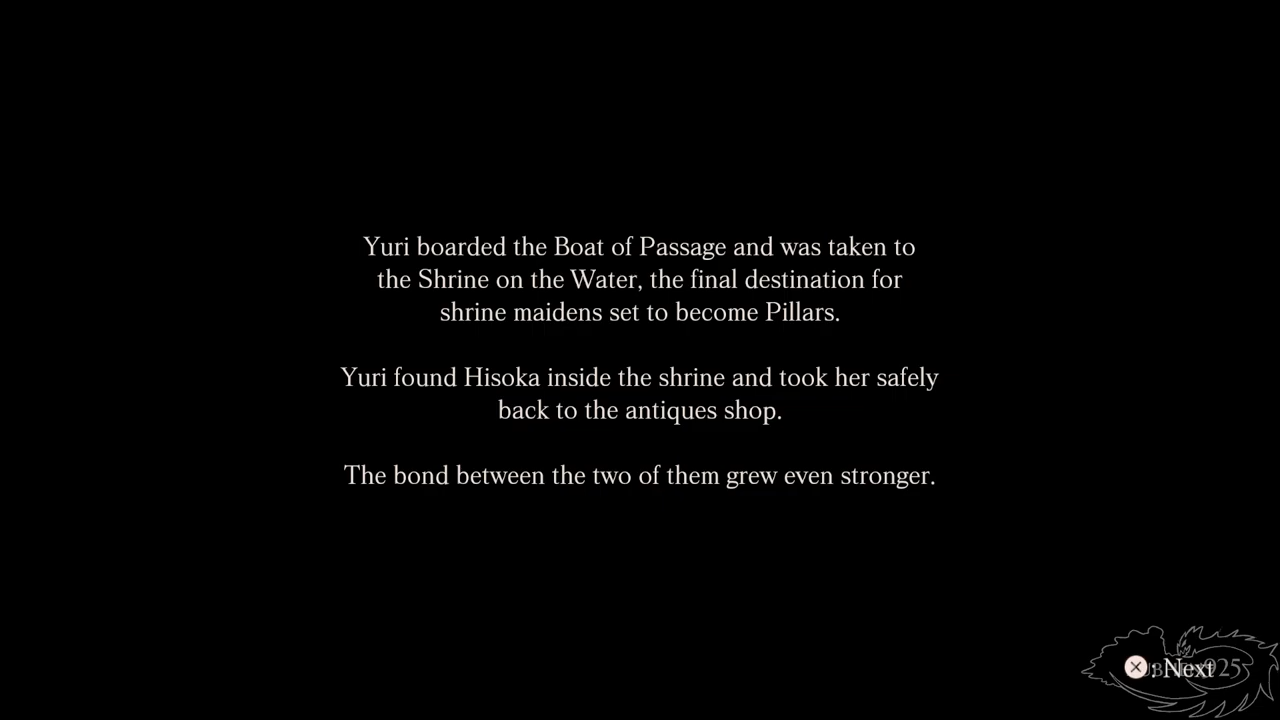 Yuri boarded the Boat of Passage and was taken to
the Shrine on the Water, the final destination for
shrine maidens set to become Pillars.
Yuri found Hisoka inside the shrine and took her safely
back to the antiques shop.
The bond between the two of them grew even stronger.
: Next